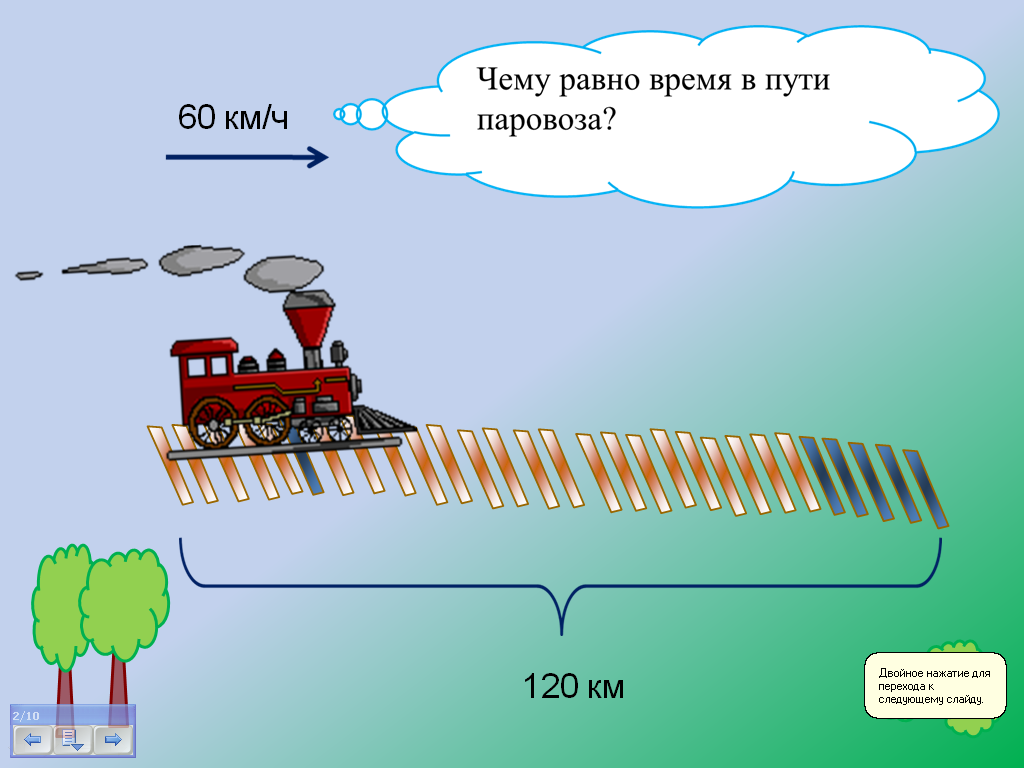 Чему равно время в пути
паровоза?
60 км/ч
120 км
Двойное нажатие для
перехода к
следующему слайду.
2/10